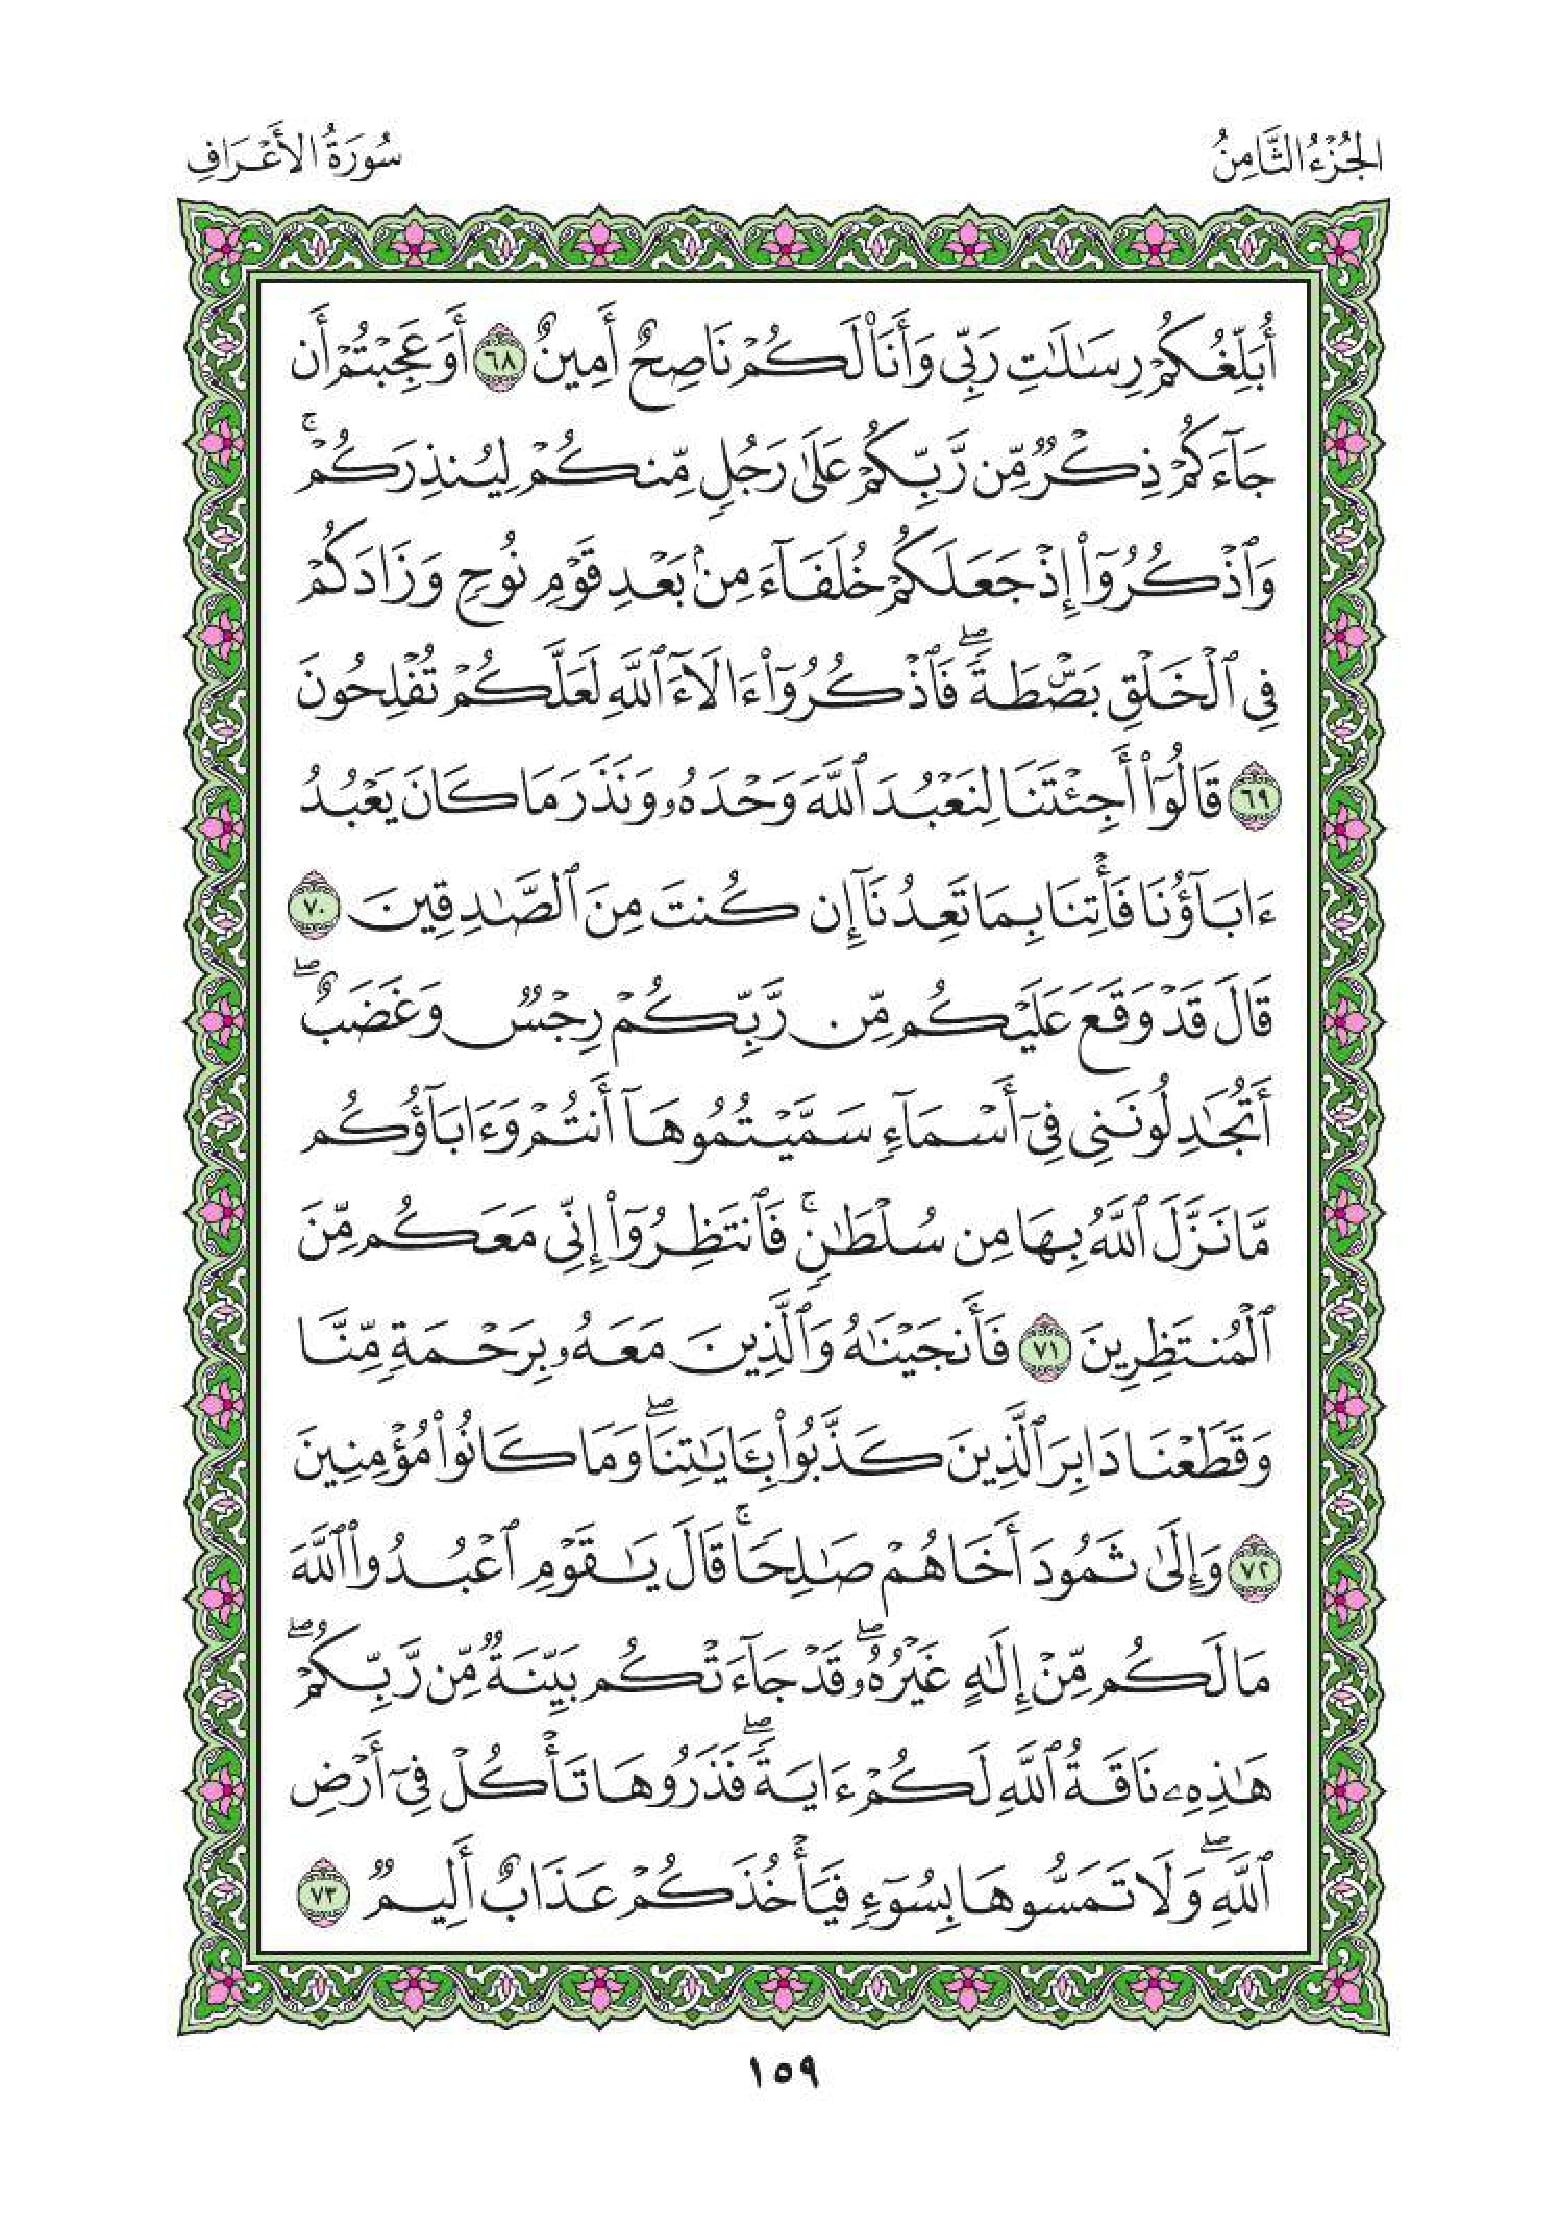 الجُزْءُ الثَّامِنُ
سُورَةُ الأَعْرَافِ
أُبَلِّغُكُمْ رِسَٰلَٰتِ رَبِّى وَأَنَا۠ لَكُمْ نَاصِحٌ أَمِينٌ ٦٨ أَوَعَجِبْتُمْ أَن
جَآءَكُمْ ذِكْرٌ مِّن رَّبِّكُمْ عَلَىٰ رَجُلٍ مِّنكُمْ لِيُنذِرَكُمْ ۚ
وَٱذْكُرُوٓا۟ إِذْ جَعَلَكُمْ خُلَفَآءَ مِنۢ بَعْدِ قَوْمِ نُوحٍ وَزَادَكُمْ
فِى ٱلْخَلْقِ بَصْۜطَةً ۖ فَٱذْكُرُوٓا۟ ءَالَآءَ ٱللَّهِ لَعَلَّكُمْ تُفْلِحُونَ
٦٩ قَالُوٓا۟ أَجِئْتَنَا لِنَعْبُدَ ٱللَّهَ وَحْدَهُۥ وَنَذَرَ مَا كَانَ يَعْبُدُ
ءَابَآؤُنَا فَأْتِنَا بِمَا تَعِدُنَآ إِن كُنتَ مِنَ ٱلصَّٰدِقِينَ ٧٠
قَالَ قَدْ وَقَعَ عَلَيْكُم مِّن رَّبِّكُمْ رِجْسٌ وَغَضَبٌ ۖ
أَتُجَٰدِلُونَنِى فِىٓ أَسْمَآءٍ سَمَّيْتُمُوهَآ أَنتُمْ وَءَابَآؤُكُم
مَّا نَزَّلَ ٱللَّهُ بِهَا مِن سُلْطَٰنٍ ۚ فَٱنتَظِرُوٓا۟ إِنِّى مَعَكُم مِّنَ
ٱلْمُنتَظِرِينَ ٧١ فَأَنجَيْنَٰهُ وَٱلَّذِينَ مَعَهُۥ بِرَحْمَةٍ مِّنَّا
وَقَطَعْنَا دَابِرَ ٱلَّذِينَ كَذَّبُوا۟ بِـَٔايَٰتِنَا ۖ وَمَا كَانُوا۟ مُؤْمِنِينَ
٧٢ وَإِلَىٰ ثَمُودَ أَخَاهُمْ صَٰلِحًا ۚ قَالَ يَٰقَوْمِ ٱعْبُدُوا۟ ٱللَّهَ
مَا لَكُم مِّنْ إِلَٰهٍ غَيْرُهُۥ ۖ قَدْ جَآءَتْكُم بَيِّنَةٌ مِّن رَّبِّكُمْ ۖ
هَٰذِهِۦ نَاقَةُ ٱللَّهِ لَكُمْ ءَايَةً ۖ فَذَرُوهَا تَأْكُلْ فِىٓ أَرْضِ
ٱللَّهِ ۖ وَلَا تَمَسُّوهَا بِسُوٓءٍ فَيَأْخُذَكُمْ عَذَابٌ أَلِيمٌ ٧٣
١٥٩